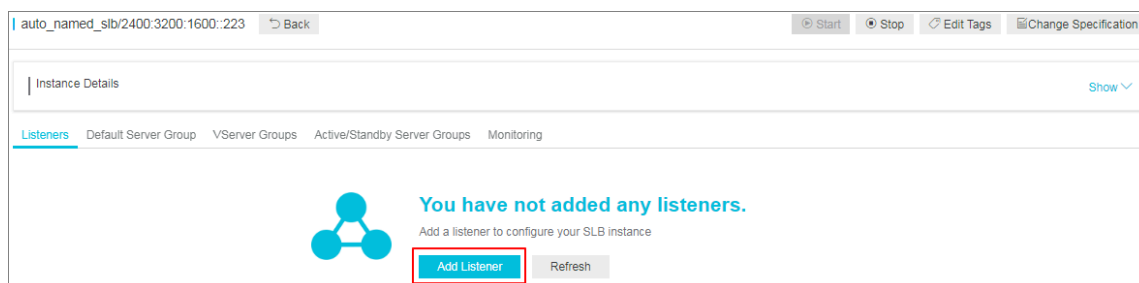 auto_named_slb/2400:3200:1600::223 Back Start Stop Edit Tags Change Specification
Instance Details Show
Listeners Default Server Group VServer Groups Active/Standby Server Groups Monitoring
You have not added any listeners.
Add a listener to configure your SLB instance
Add Listener Refresh